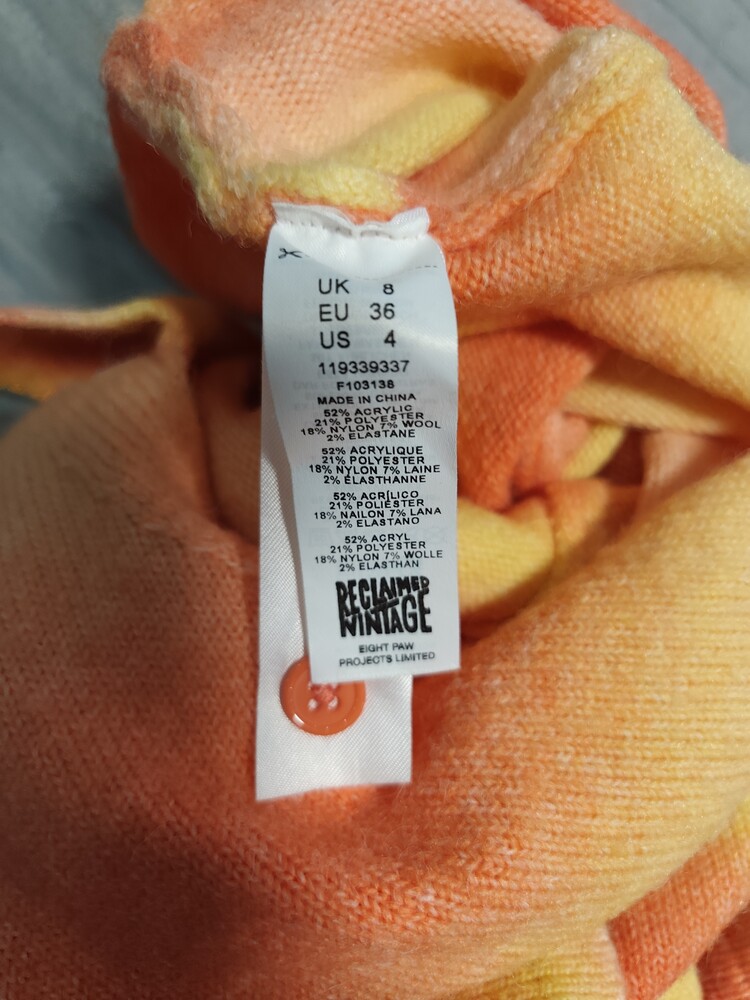 UK 8
EU 36
US 4
119339337
F103138
MADE IN CHINA
52% ACRYLIC
21% POLYESTER
18% NYLON 7% WOOL
2% ELASTANE
52% ACRYLIQUE
21% POLYESTER
18% NYLON 7% LAINE
2% ÉLASTHANNE
52% ACRÍLICO
21% POLIÉSTER
18% NAILON 7% LANA
2% ELASTANO
52% ACRYL
21% POLYESTER
18% NYLON 7% WOLLE
2% ELASTHAN
RECLAIMED
VINTAGE
EIGHT PAW
PROJECTS LIMITED